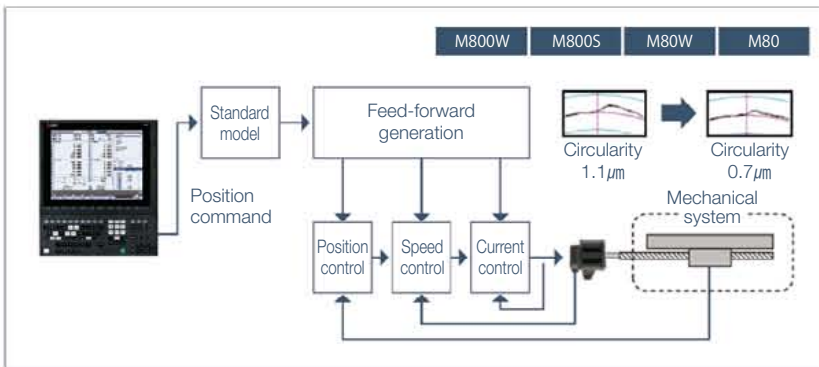 M800W M800S M80W M80
Standard
model
Feed-forward
generation
Position
command
Circularity
1.1μm
Circularity
0.7μm
Mechanical
system
Position
control
Speed
control
Current
control